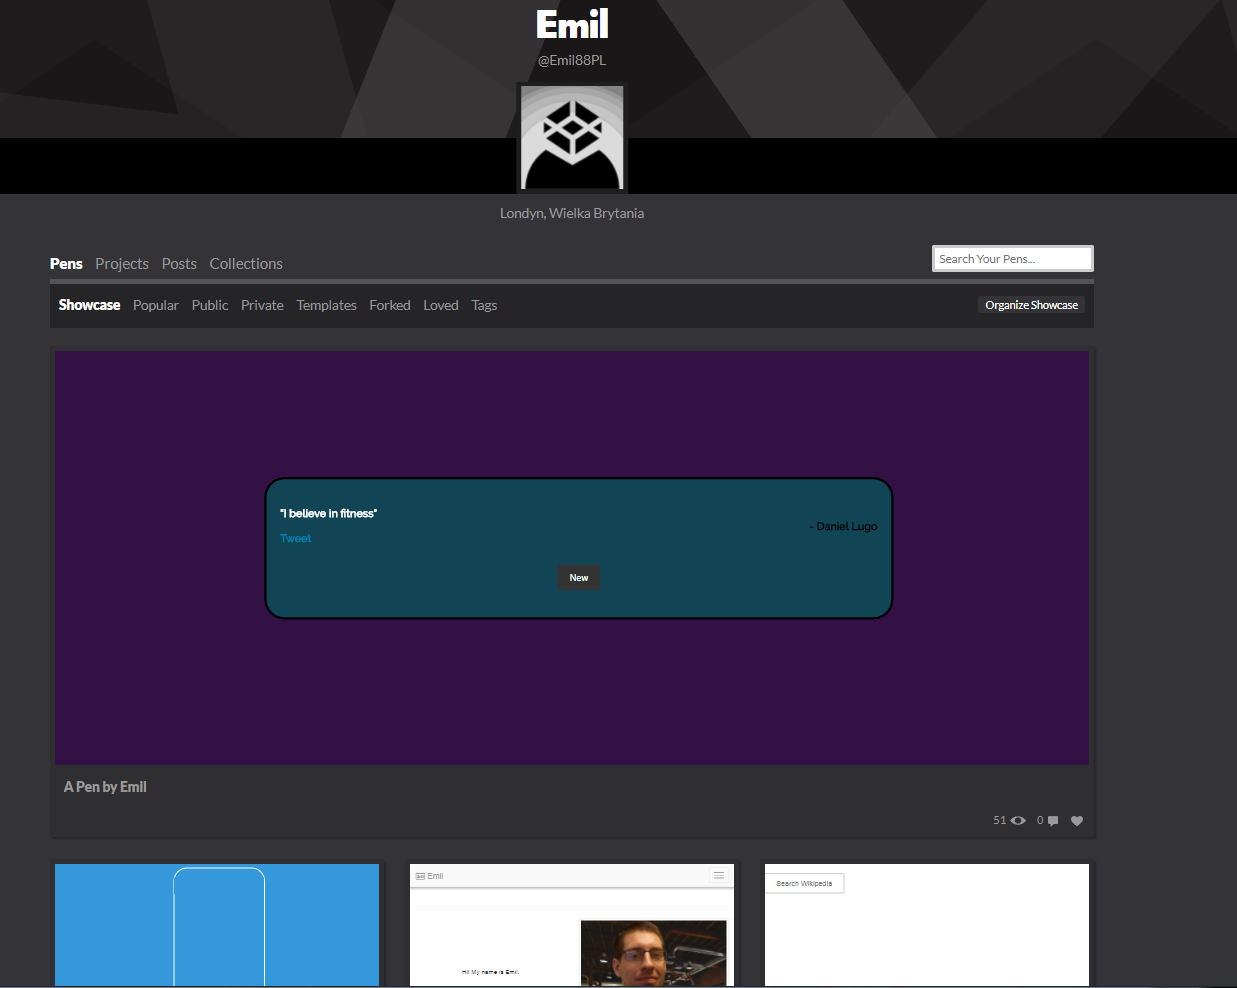 Emil
@Emil88PL
Londyn, Wielka Brytania
Pens Projects Posts Collections
Search Your Pens...
Showcase Popular Public Private Templates Forked Loved Tags
Organize Showcase
"I believe in fitness"
- Daniel Lugo
Tweet
New
A Pen by Emil
51 0
Emil
Hi! My name is Emil.
Search Wikipedia